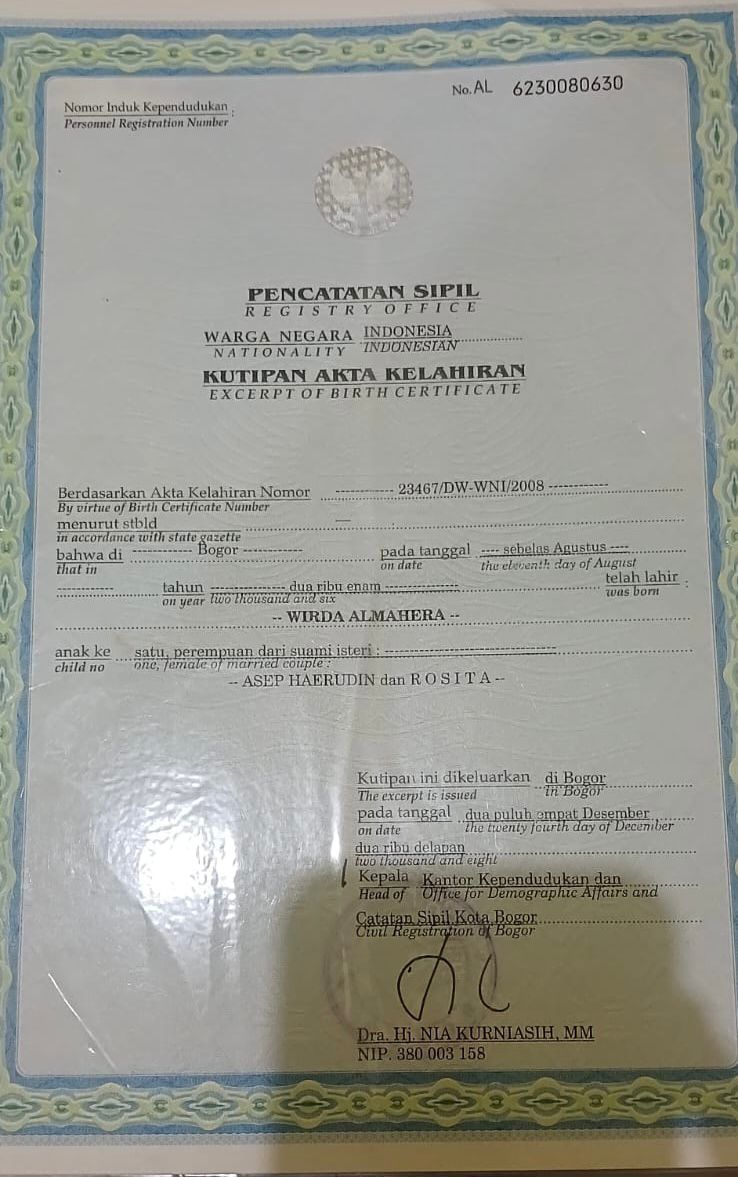 No. AL 6230080630
Nomor Induk Kependudukan :
Personnel Registration Number
PENCATATAN SIPIL
REGISTRY OFFICE
WARGA NEGARA INDONESIA
NATIONALITY INDONESIAN
KUTIPAN AKTA KELAHIRAN
EXCERPT OF BIRTH CERTIFICATE
Berdasarkan Akta Kelahiran Nomor ------------ 23467/DW-WNI/2008 ------------
By virtue of Birth Certificate Number
menurut stbld —
in accordance with state gazette
bahwa di ------------ Bogor ------------ pada tanggal ---- sebelas Agustus ----
that in on date the eleventh day of August
------------ tahun --------------- dua ribu enam --------------- telah lahir :
on year two thousand and six was born
-- WIRDA ALMAHERA --
anak ke satu, perempuan dari suami isteri : -----------------------------------
child no one, female of married couple :
-- ASEP HAERUDIN dan R O S I T A --
Kutipan ini dikeluarkan di Bogor
The excerpt is issued in Bogor
pada tanggal dua puluh empat Desember
on date the twenty fourth day of December
dua ribu delapan
two thousand and eight
Kepala Kantor Kependudukan dan
Head of Office for Demographic Affairs and
Catatan Sipil Kota Bogor
Civil Registration of Bogor
Dra. Hj. NIA KURNIASIH, MM
NIP. 380 003 158